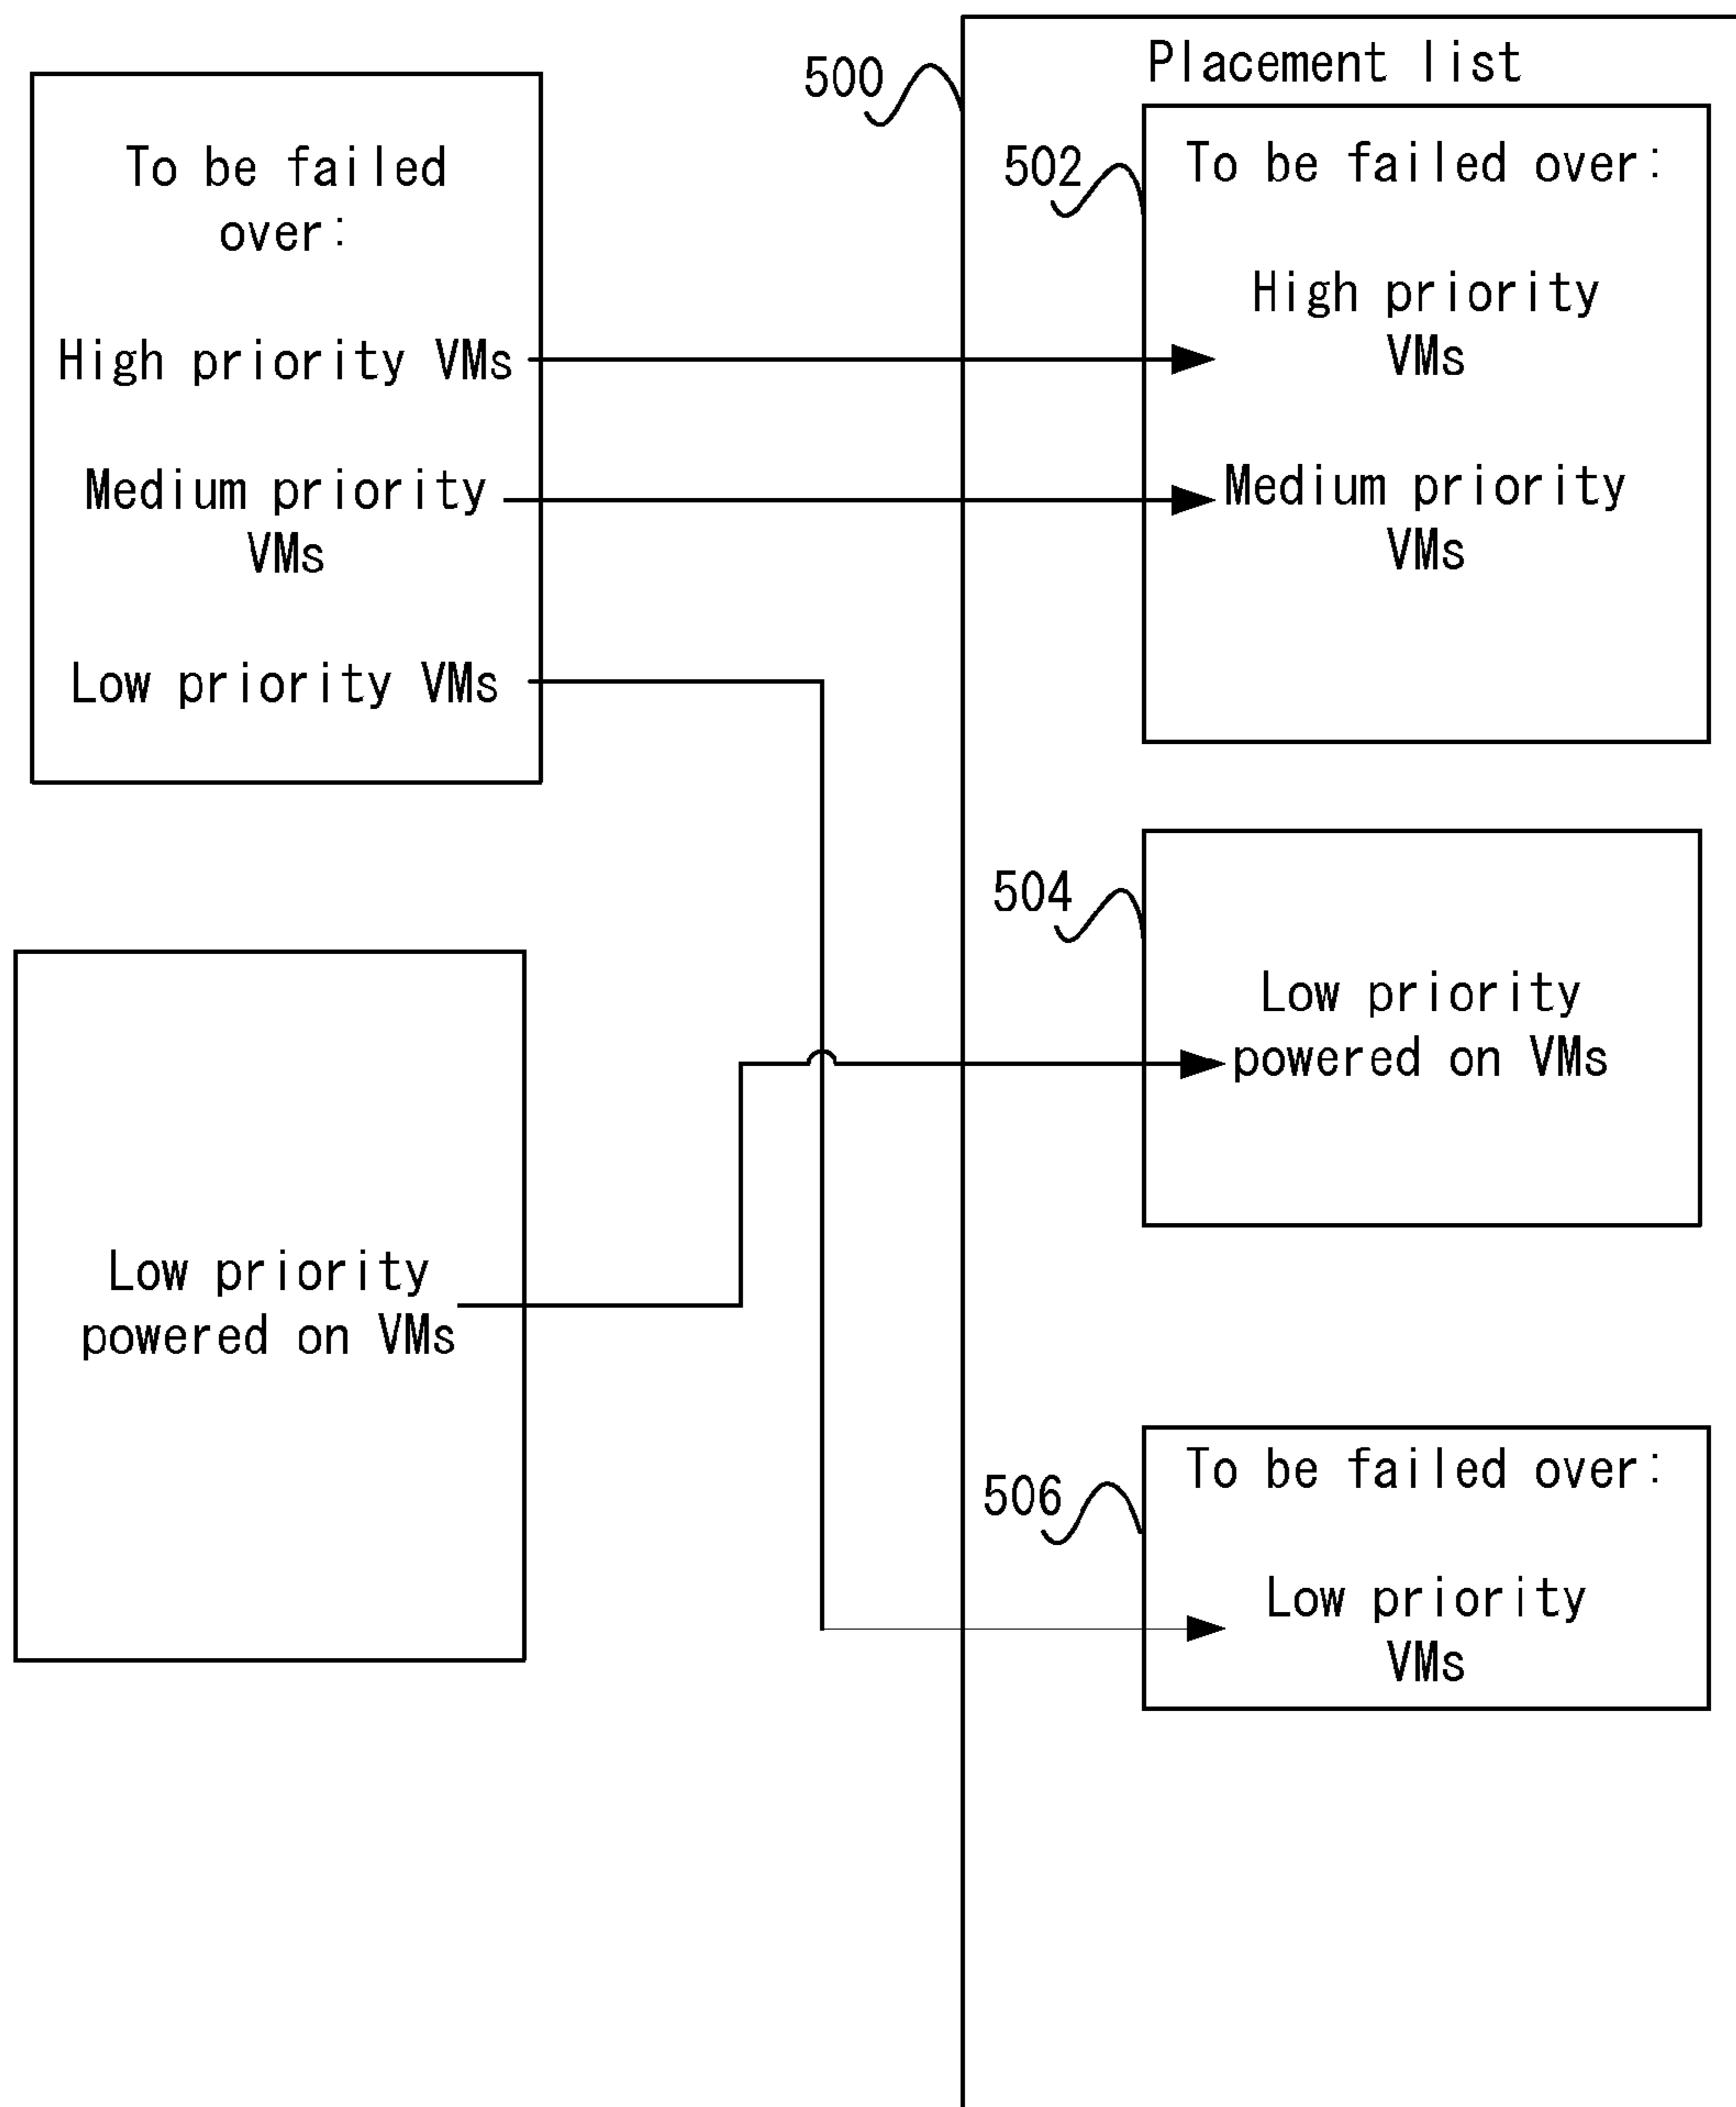 To be failed
over:
High priority VMs
Medium priority
VMs
Low priority VMs
Low priority
powered on VMs
500
Placement list
502
To be failed over:
High priority
VMs
Medium priority
VMs
504
Low priority
powered on VMs
506
To be failed over:
Low priority
VMs